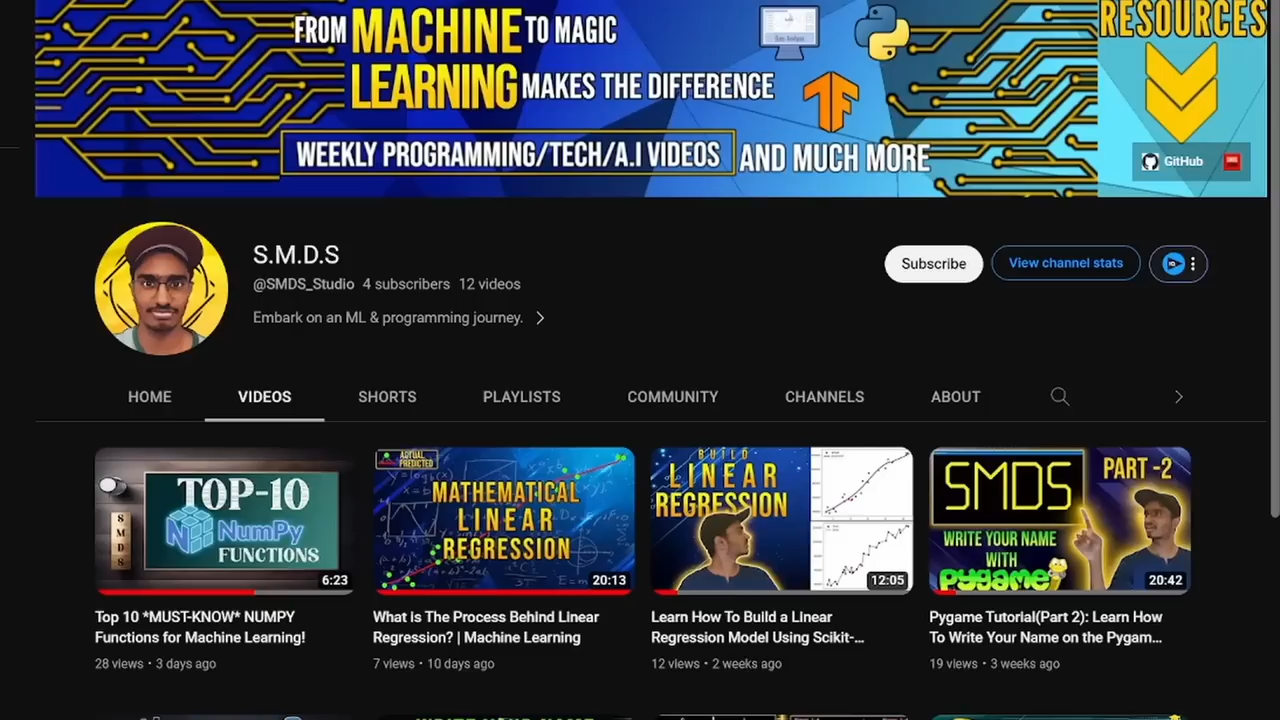 FROM MACHINE TO MAGIC
LEARNING MAKES THE DIFFERENCE
WEEKLY PROGRAMMING/TECH/A.I VIDEOS AND MUCH MORE
RESOURCES
GitHub
S.M.D.S
@SMDS_Studio 4 subscribers 12 videos
Embark on an ML & programming journey.
Subscribe
View channel stats
HOME VIDEOS SHORTS PLAYLISTS COMMUNITY CHANNELS ABOUT
TOP-10
NumPy
FUNCTIONS
SMDS
6:23
ACTUAL
PREDICTED
MATHEMATICAL
LINEAR
REGRESSION
20:13
BUILD
LINEAR
REGRESSION
12:05
SMDS
PART -2
WRITE YOUR NAME
WITH
PYGAME
20:42
Top 10 *MUST-KNOW* NUMPY
Functions for Machine Learning!
28 views • 3 days ago
What is The Process Behind Linear
Regression? | Machine Learning
7 views • 10 days ago
Learn How To Build a Linear
Regression Model Using Scikit-...
12 views • 2 weeks ago
Pygame Tutorial(Part 2): Learn How
To Write Your Name on the Pygam...
19 views • 3 weeks ago